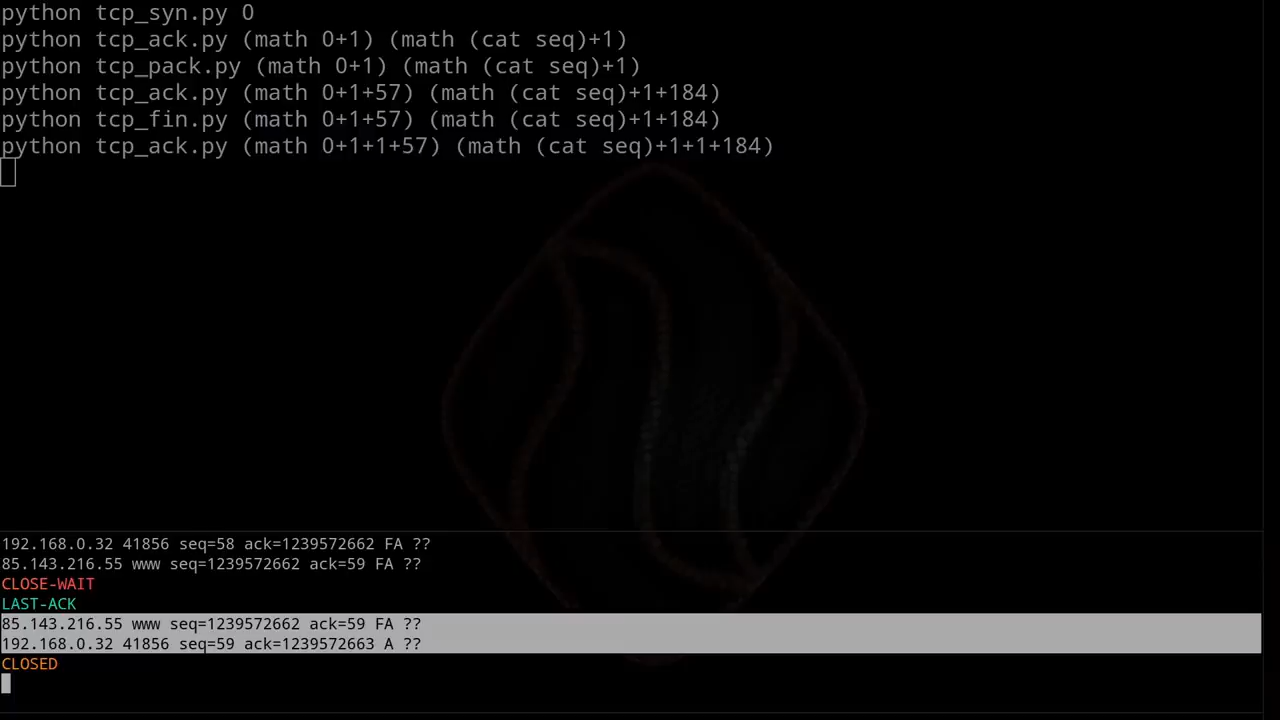 python tcp_syn.py 0
python tcp_ack.py (math 0+1) (math (cat seq)+1)
python tcp_pack.py (math 0+1) (math (cat seq)+1)
python tcp_ack.py (math 0+1+57) (math (cat seq)+1+184)
python tcp_fin.py (math 0+1+57) (math (cat seq)+1+184)
python tcp_ack.py (math 0+1+1+57) (math (cat seq)+1+1+184)
192.168.0.32 41856 seq=58 ack=1239572662 FA ??
85.143.216.55 www seq=1239572662 ack=59 FA ??
CLOSE-WAIT
LAST-ACK
85.143.216.55 www seq=1239572662 ack=59 FA ??
192.168.0.32 41856 seq=59 ack=1239572663 A ??
CLOSED